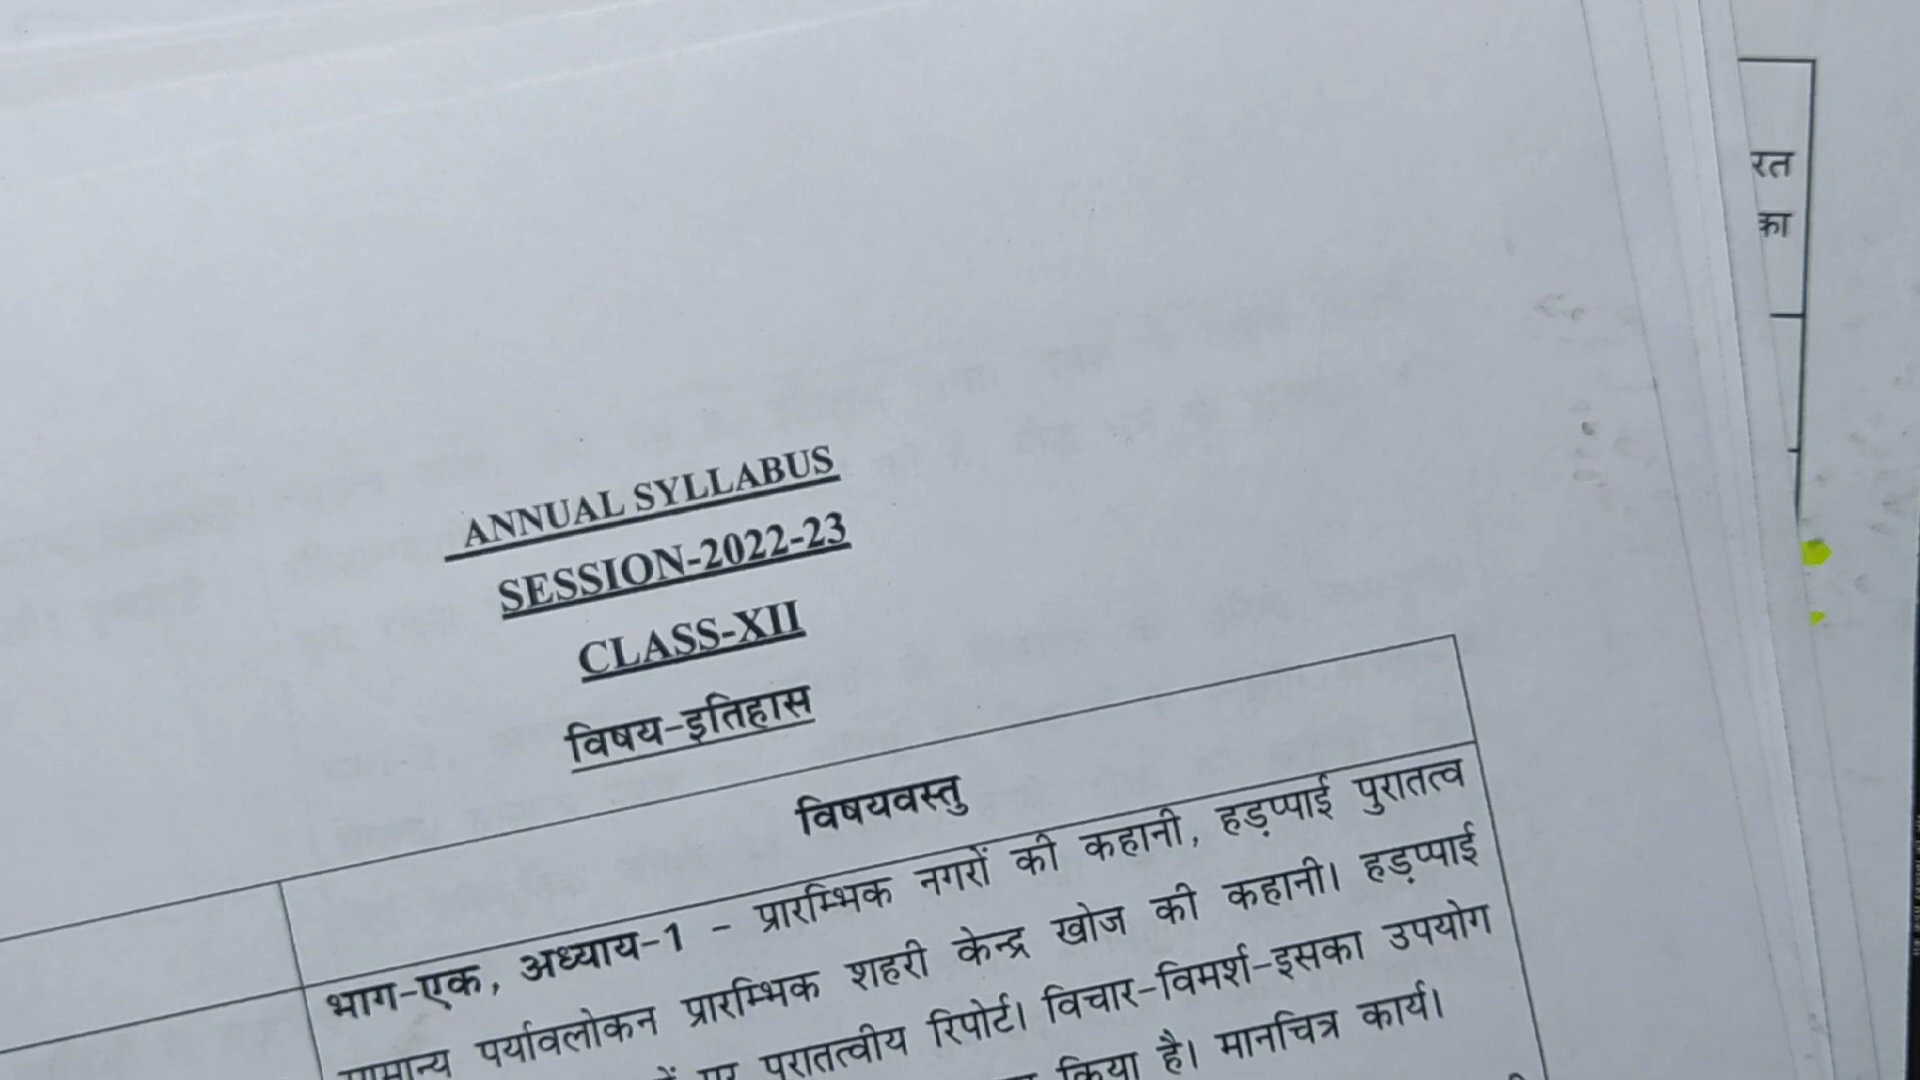 ANNUAL SYLLABUS
SESSION-2022-23
CLASS-XII
विषय-इतिहास
विषयवस्तु
भाग-एक, अध्याय-1 - प्रारम्भिक नगरों की कहानी, हड़प्पाई पुरातत्व
सामान्य पर्यावलोकन प्रारम्भिक शहरी केन्द्र खोज की कहानी। हड़प्पाई
पुरातत्वीय रिपोर्ट। विचार-विमर्श-इसका उपयोग
किया है। मानचित्र कार्य।
रत
का